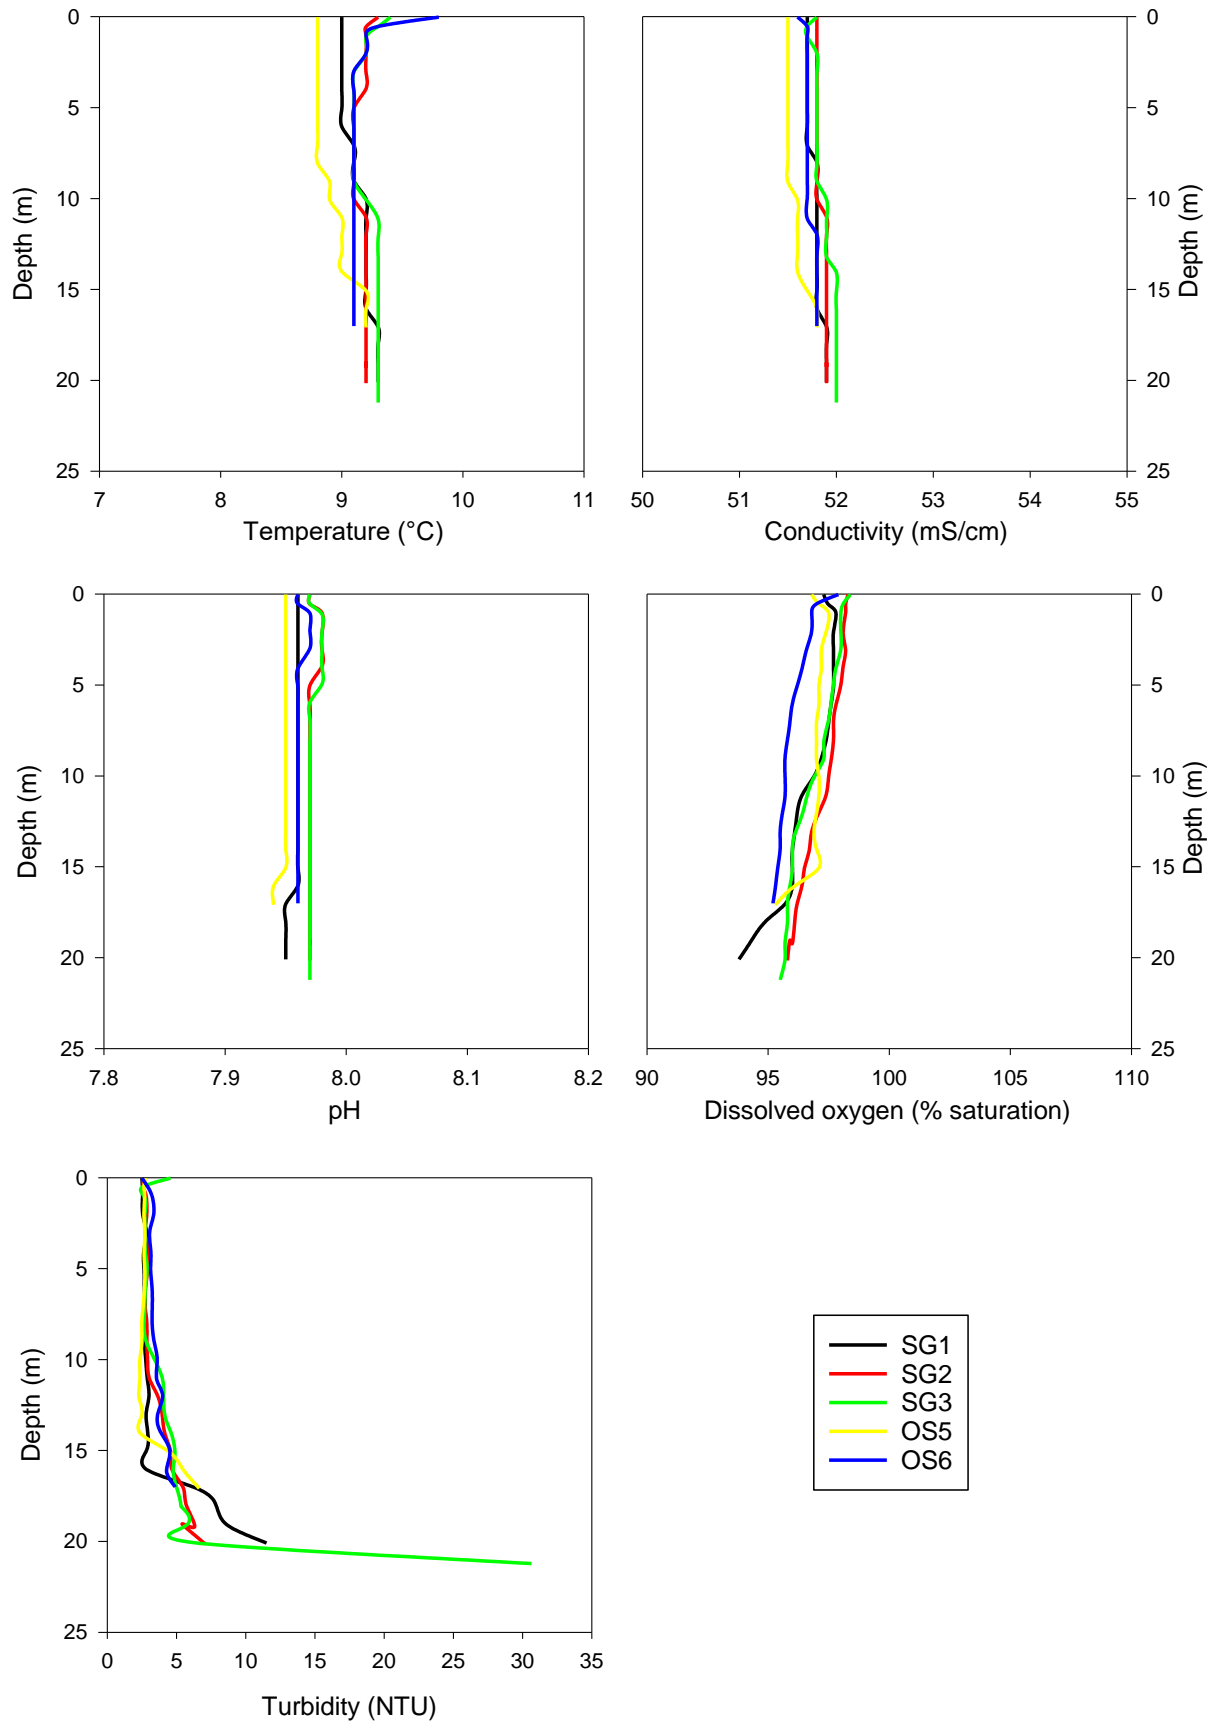 0
5
10
15
20
25
Depth (m)
7 8 9 10 11
Temperature (°C)
0
5
10
15
20
25
Depth (m)
50 51 52 53 54 55
Conductivity (mS/cm)
0
5
10
15
20
25
Depth (m)
7.8 7.9 8.0 8.1 8.2
pH
0
5
10
15
20
25
Depth (m)
90 95 100 105 110
Dissolved oxygen (% saturation)
0
5
10
15
20
25
Depth (m)
0 5 10 15 20 25 30 35
Turbidity (NTU)
SG1
SG2
SG3
OS5
OS6